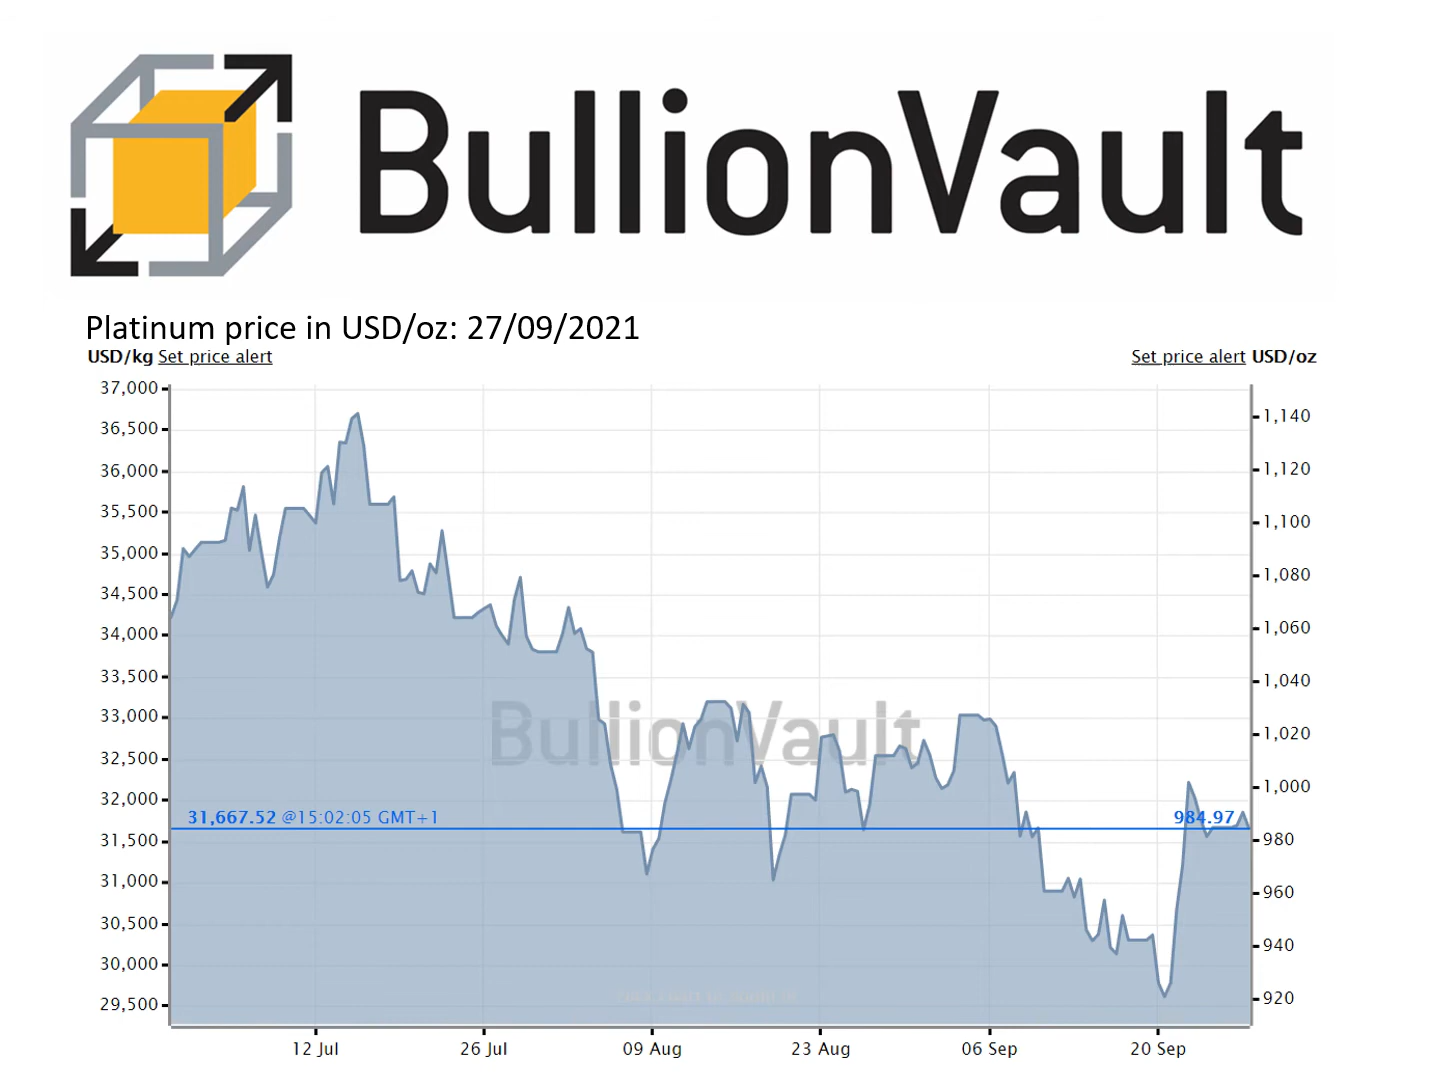 BullionVault
Platinum price in USD/oz: 27/09/2021
USD/kg Set price alert
Set price alert USD/oz
37,000
36,500
36,000
35,500
35,000
34,500
34,000
33,500
33,000
32,500
32,000
31,500
31,000
30,500
30,000
29,500
1,140
1,120
1,100
1,080
1,060
1,040
1,020
1,000
980
960
940
920
BullionVault
31,667.52 @15:02:05 GMT+1
984.97
12 Jul
26 Jul
09 Aug
23 Aug
06 Sep
20 Sep